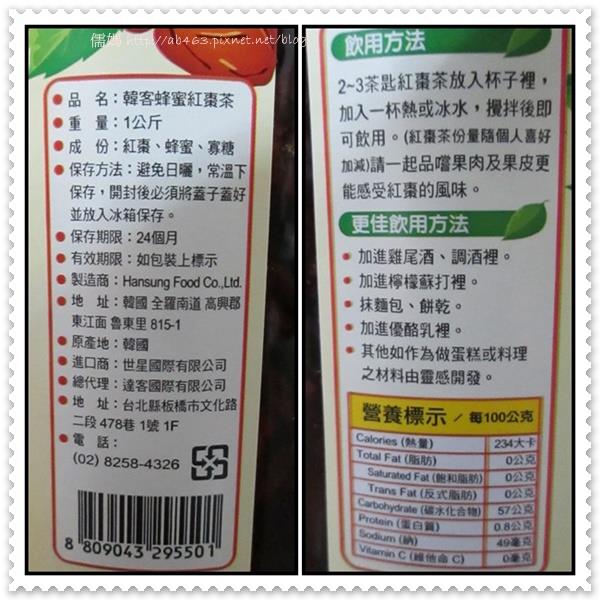 儒媽 http://ab463.pixnet.net/blog
品 名：韓客蜂蜜紅棗茶
重 量：1公斤
成 份：紅棗、蜂蜜、寡糖
保存方法：避免日曬，常溫下
保存，開封後必須將蓋子蓋好
並放入冰箱保存。
保存期限：24個月
有效期限：如包裝上標示
製造商：Hansung Food Co.,Ltd.
地 址：韓國 全羅南道 高興郡
東江面 魯東里 815-1
原產地：韓國
進口商：世星國際有限公司
總代理：達客國際有限公司
地 址：台北縣板橋市文化路
二段 478巷 1號 1F
電 話：
(02) 8258-4326
8 809043 295501
飲用方法
2~3茶匙紅棗茶放入杯子裡，
加入一杯熱或冰水，攪拌後即
可飲用。(紅棗茶份量隨個人喜好
加減)請一起品嚐果肉及果皮更
能感受紅棗的風味。
更佳飲用方法
・加進雞尾酒、調酒裡。
・加進檸檬蘇打裡。
・抹麵包、餅乾。
・加進優酪乳裡。
・其他如作為做蛋糕或料理
之材料由靈感開發。
營養標示 / 每100公克
Calories (熱量) 234大卡
Total Fat (脂肪) 0公克
Saturated Fat (飽和脂肪) 0公克
Trans Fat (反式脂肪) 0公克
Carbohydrate (碳水化合物) 57公克
Protein (蛋白質) 0.8公克
Sodium (鈉) 49毫克
Vitamin C (維他命 C) 0毫克